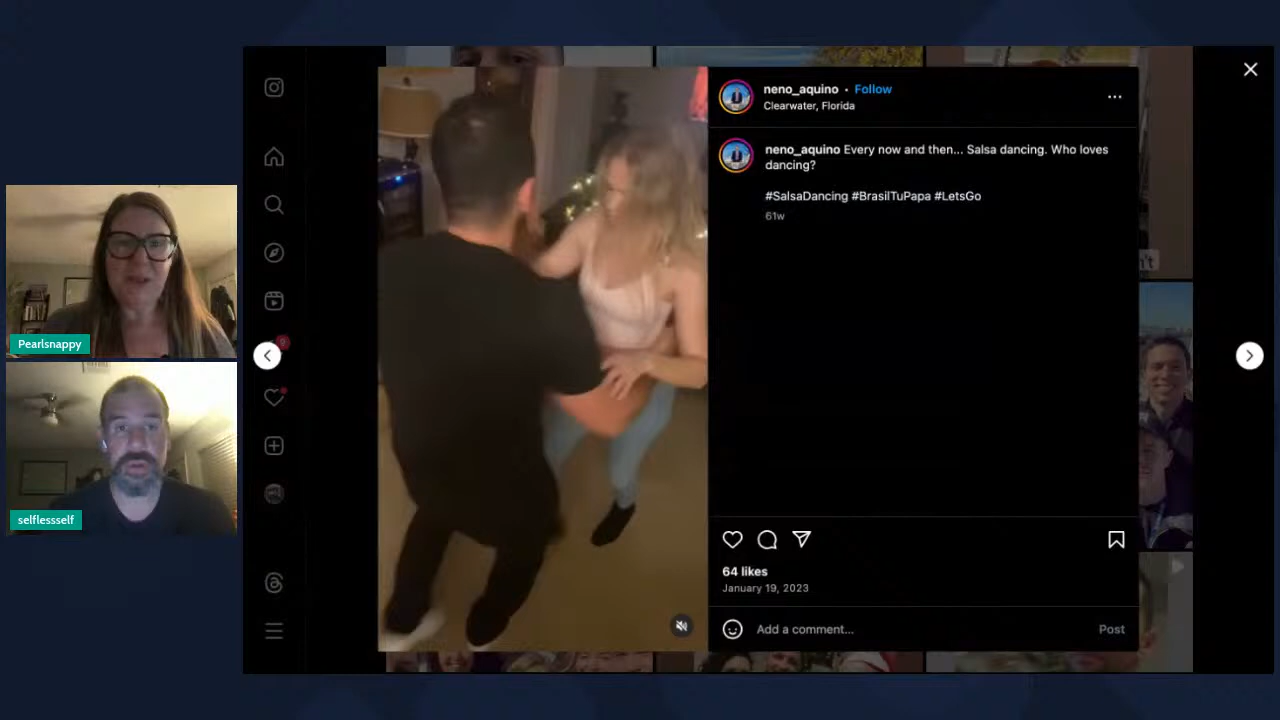 neno_aquino • Follow
Clearwater, Florida
neno_aquino Every now and then... Salsa dancing. Who loves
dancing?
#SalsaDancing #BrasilTuPapa #LetsGo
61w
n't
Pearlsnappy
selflessself
9
64 likes
January 19, 2023
Add a comment...
Post